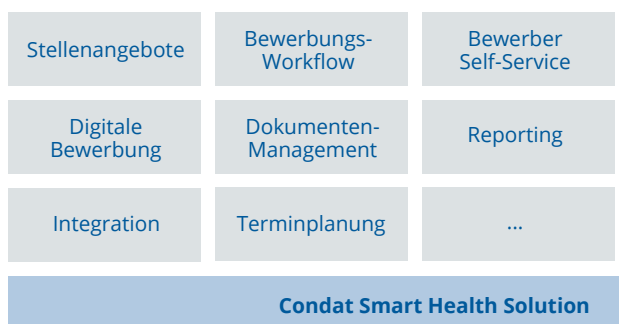 Stellenangebote
Bewerbungs-
Workflow
Bewerber
Self-Service
Digitale
Bewerbung
Dokumenten-
Management
Reporting
Integration
Terminplanung
...
Condat Smart Health Solution